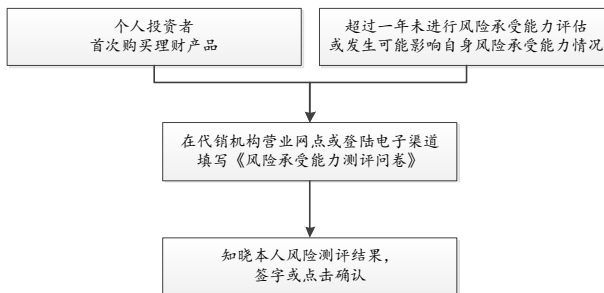 个人投资者
首次购买理财产品
超过一年未进行风险承受能力评估
或发生可能影响自身风险承受能力情况
在代销机构营业网点或登陆电子渠道
填写《风险承受能力测评问卷》
知晓本人风险测评结果，
签字或点击确认